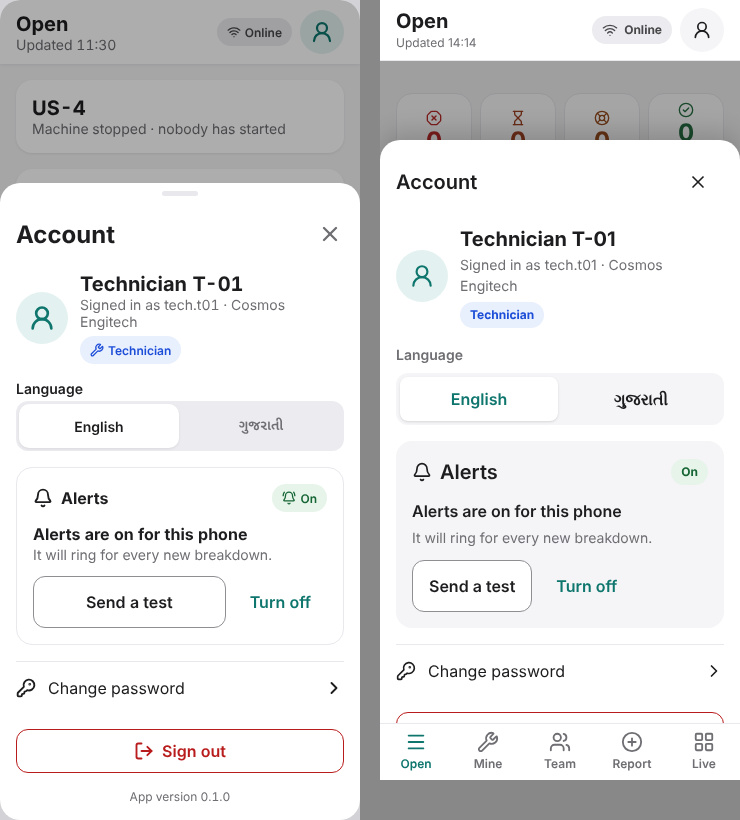 Open
Updated 11:30
Online
US-4
Machine stopped · nobody has started
Account
Technician T-01
Signed in as tech.t01 · Cosmos
Engitech
Technician
Language
English
ગુજરાતી
Alerts
On
Alerts are on for this phone
It will ring for every new breakdown.
Send a test
Turn off
Change password
Sign out
App version 0.1.0
Open
Updated 14:14
Online
0
0
0
0
Account
Technician T-01
Signed in as tech.t01 · Cosmos
Engitech
Technician
Language
English
ગુજરાતી
Alerts
On
Alerts are on for this phone
It will ring for every new breakdown.
Send a test
Turn off
Change password
Open
Mine
Team
Report
Live